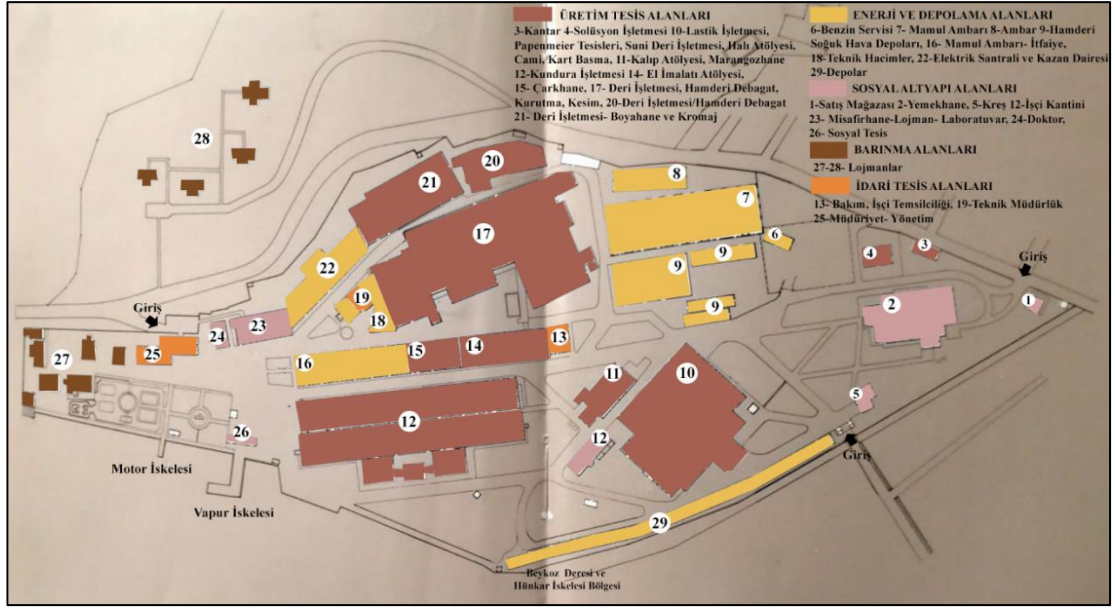 ÜRETİM TESİS ALANLARI
3-Kantar 4-Solüsyon İşletmesi 10-Lastik İşletmesi,
Papenmeier Tesisleri, Suni Deri İşletmesi, Halı Atölyesi,
Cami, Kart Basma, 11-Kalıp Atölyesi, Marangozhane
12-Kundura İşletmesi 14- El İmalatı Atölyesi,
15- Çarkhane, 17- Deri İşletmesi, Hamderi Debagat,
Kurutma, Kesim, 20-Deri İşletmesi/Hamderi Debagat
21- Deri İşletmesi- Boyahane ve Kromaj
ENERJİ VE DEPOLAMA ALANLARI
6-Benzin Servisi 7- Mamul Ambarı 8-Ambar 9-Hamderi
Soğuk Hava Depoları, 16- Mamul Ambarı- İtfaiye,
18-Teknik Hacimler, 22-Elektrik Santrali ve Kazan Dairesi
29-Depolar
SOSYAL ALTYAPI ALANLARI
1-Satış Mağazası 2-Yemekhane, 5-Kreş 12-İşçi Kantini
23- Misafirhane-Lojman- Laboratuvar, 24-Doktor,
26- Sosyal Tesis
BARINMA ALANLARI
27-28- Lojmanlar
İDARİ TESİS ALANLARI
13- Bakım, İşçi Temsilciliği, 19-Teknik Müdürlük
25-Müdüriyet- Yönetim
28
20
21
8
7
17
6
9
9
4
3
Giriş
22
19
18
9
2
1
Giriş
24
23
13
27
25
16
15
14
11
10
5
12
12
26
Giriş
Motor İskelesi
Vapur İskelesi
29
Beykoz Deresi ve
Hünkar İskelesi Bölgesi